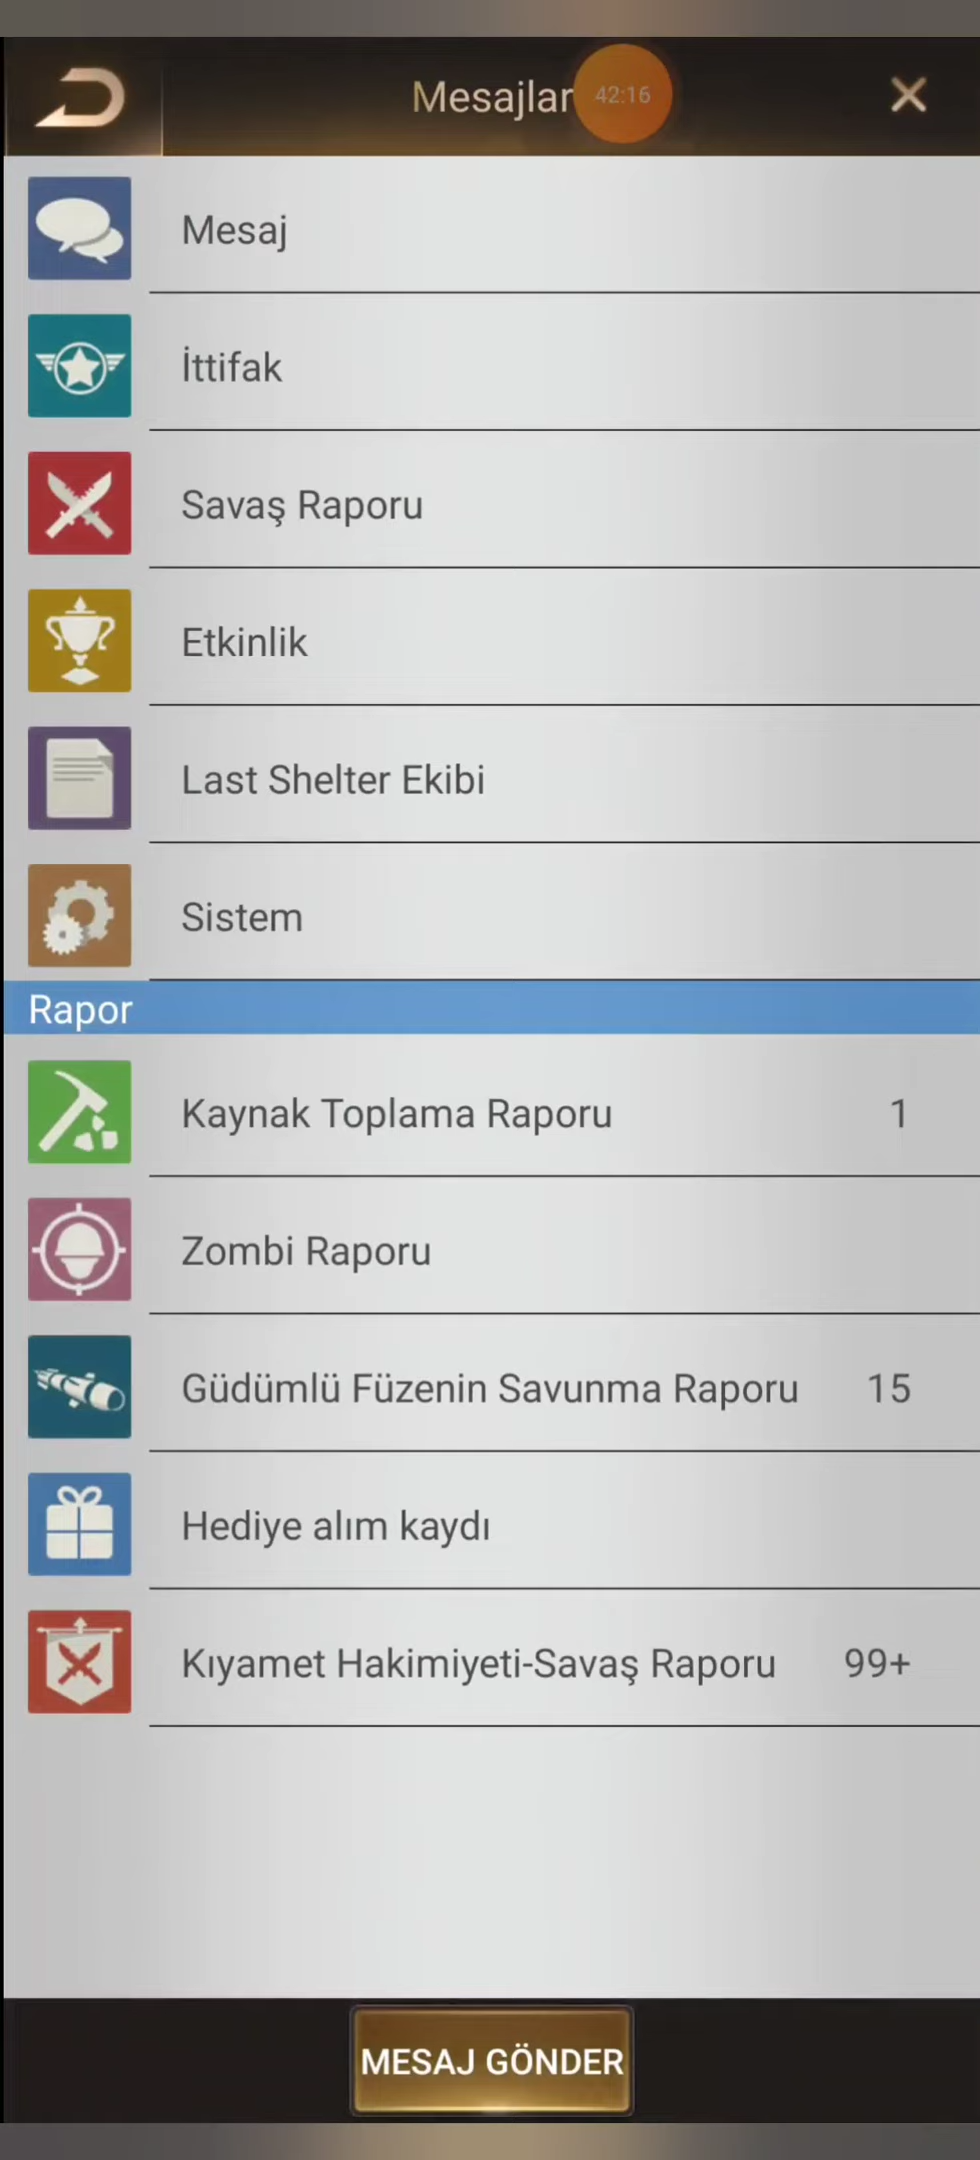 Mesajlar 42:16
Mesaj
İttifak
Savaş Raporu
Etkinlik
Last Shelter Ekibi
Sistem
Rapor
Kaynak Toplama Raporu 1
Zombi Raporu
Güdümlü Füzenin Savunma Raporu 15
Hediye alım kaydı
Kıyamet Hakimiyeti-Savaş Raporu 99+
MESAJ GÖNDER